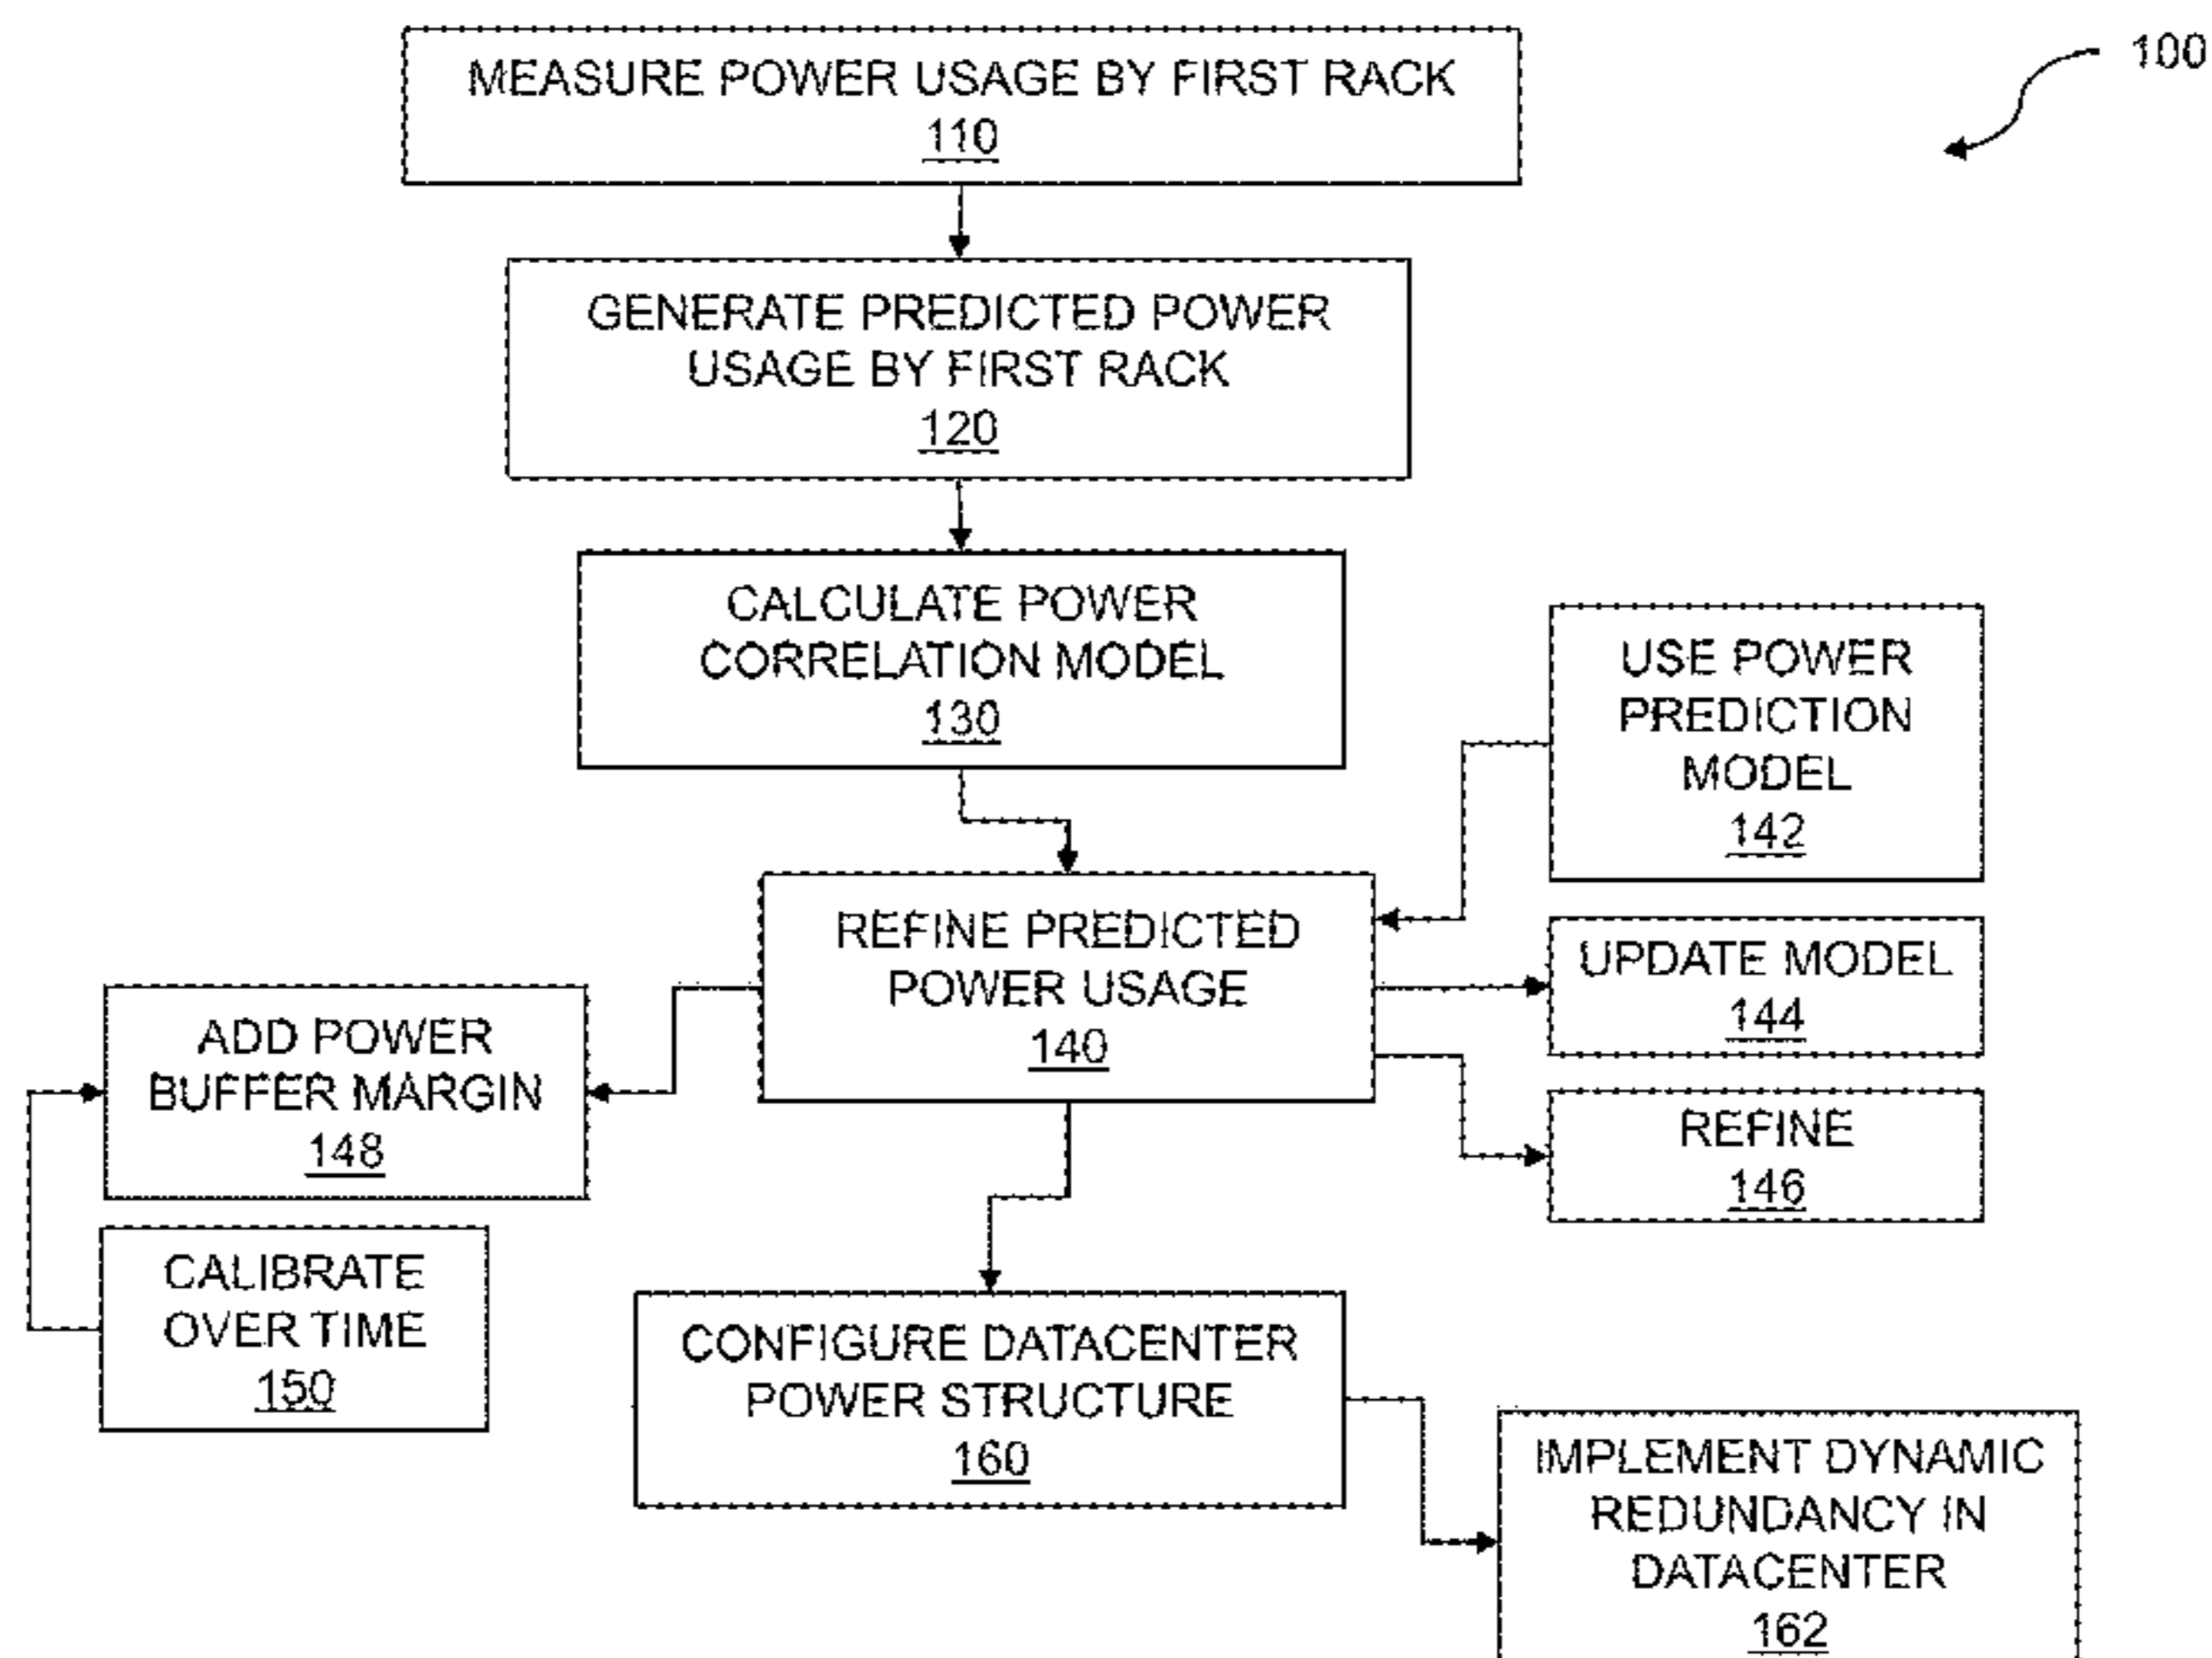 100
MEASURE POWER USAGE BY FIRST RACK
110
GENERATE PREDICTED POWER
USAGE BY FIRST RACK
120
CALCULATE POWER
CORRELATION MODEL
130
USE POWER
PREDICTION
MODEL
142
REFINE PREDICTED
POWER USAGE
140
UPDATE MODEL
144
REFINE
146
ADD POWER
BUFFER MARGIN
148
CALIBRATE
OVER TIME
150
CONFIGURE DATACENTER
POWER STRUCTURE
160
IMPLEMENT DYNAMIC
REDUNDANCY IN
DATACENTER
162